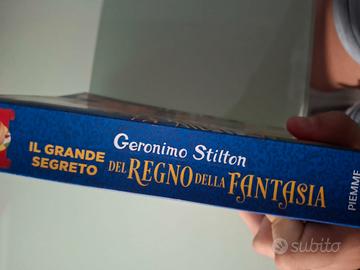 IL GRANDE
SEGRETO
Geronimo Stilton
DEL REGNO DELLA FANTASIA
PIEMME
subito